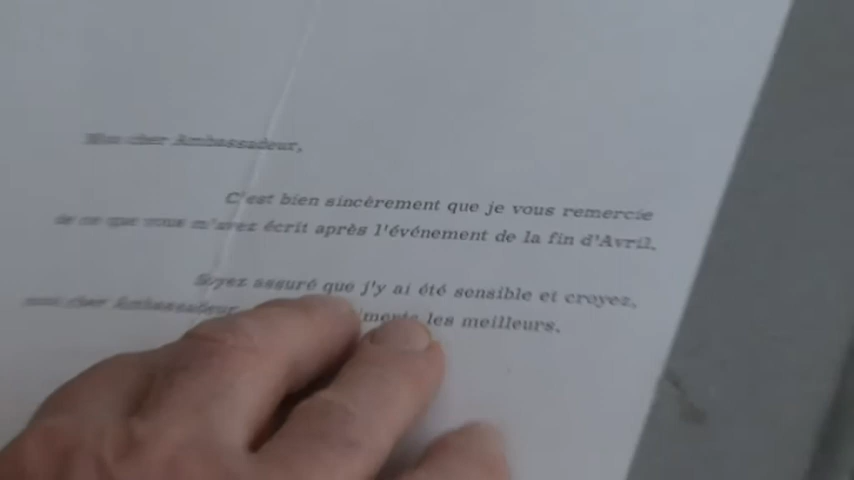 Mon cher Ambassadeur,
C'est bien sincèrement que je vous remercie
de ce que vous m'avez écrit après l'événement de la fin d'Avril.
Soyez assuré que j'y ai été sensible et croyez,
mon cher Ambassadeur, les meilleurs.